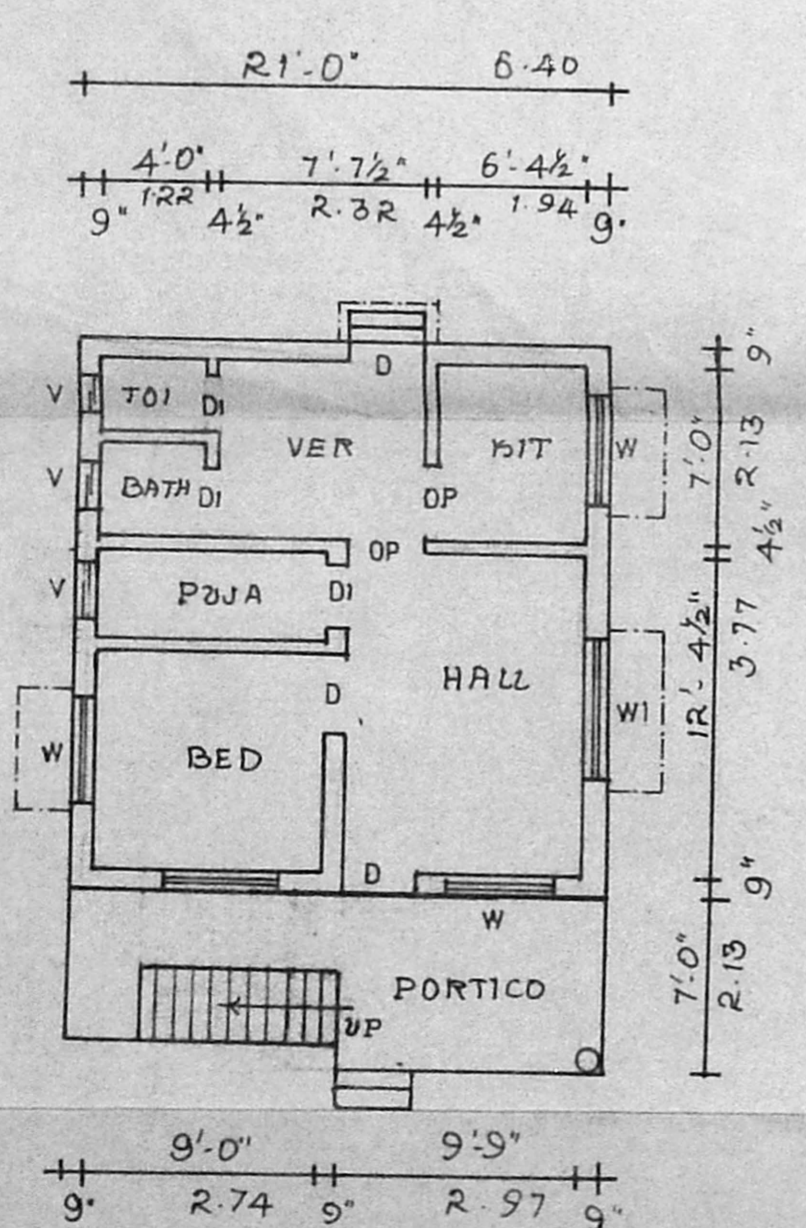 21'-0" 6.40
4'-0" 7'-7½" 6'-4½"
1.22 2.32 1.94
9" 4½" 4½" 9"
9"
V TOI D1 D
VER KIT W
7'-0" 2.13
V BATH D1 OP
OP
4½"
V PUJA D1
HALL W1
12'-4½" 3.77
D
W BED
D
9"
W
PORTICO
7'-0" 2.13
UP
9'-0" 9'-9"
9" 2.74 9" 2.97 9"